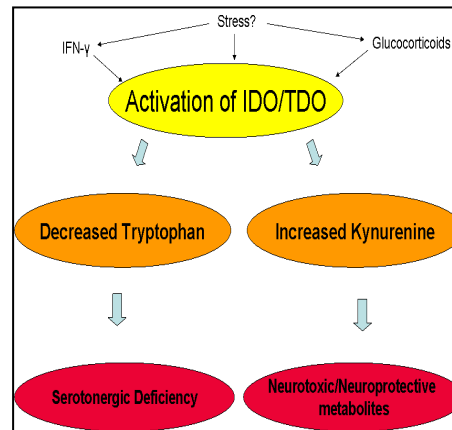 Stress?
IFN-γ
Glucocorticoids
Activation of IDO/TDO
Decreased Tryptophan
Increased Kynurenine
Serotonergic Deficiency
Neurotoxic/Neuroprotective
metabolites